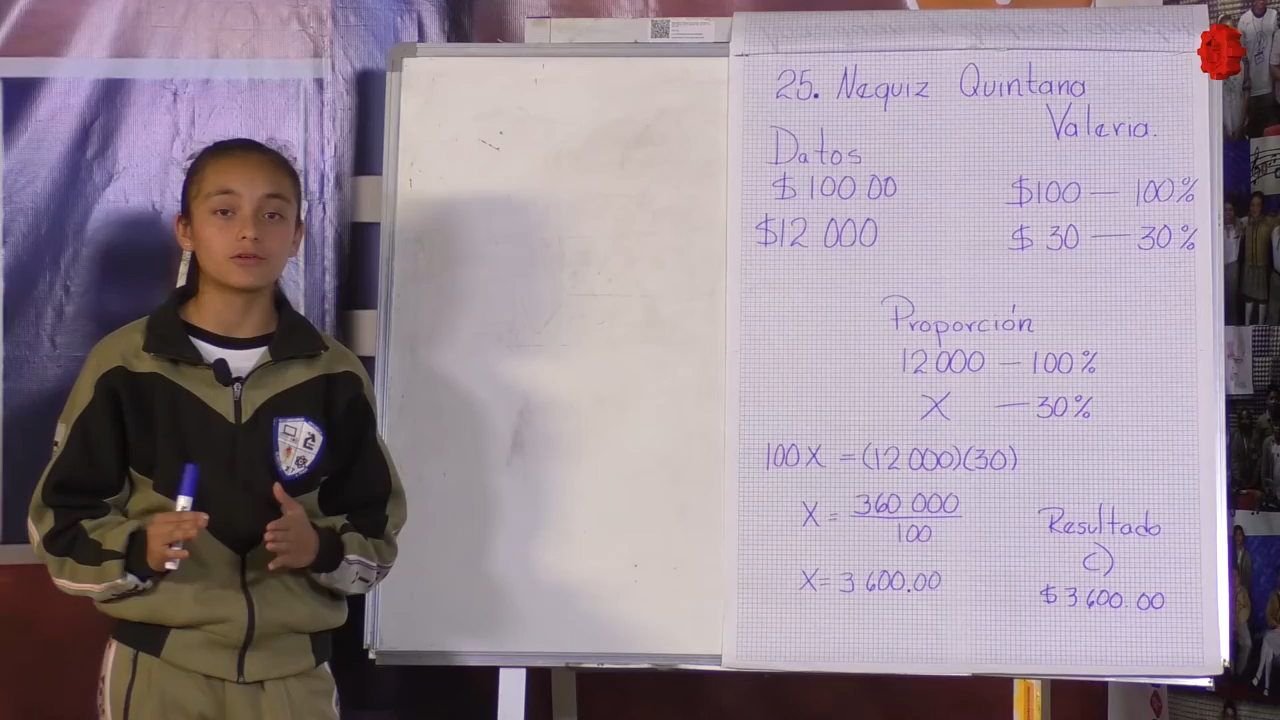 25. Nequiz Quintana
Valeria.
Datos
$ 100.00
$12 000
$100 — 100%
$ 30 — 30%
Proporción
12 000 — 100%
X — 30%
100X = (12 000)(30)
X = 360 000
100
X = 3 600.00
Resultado
c)
$ 3 600.00